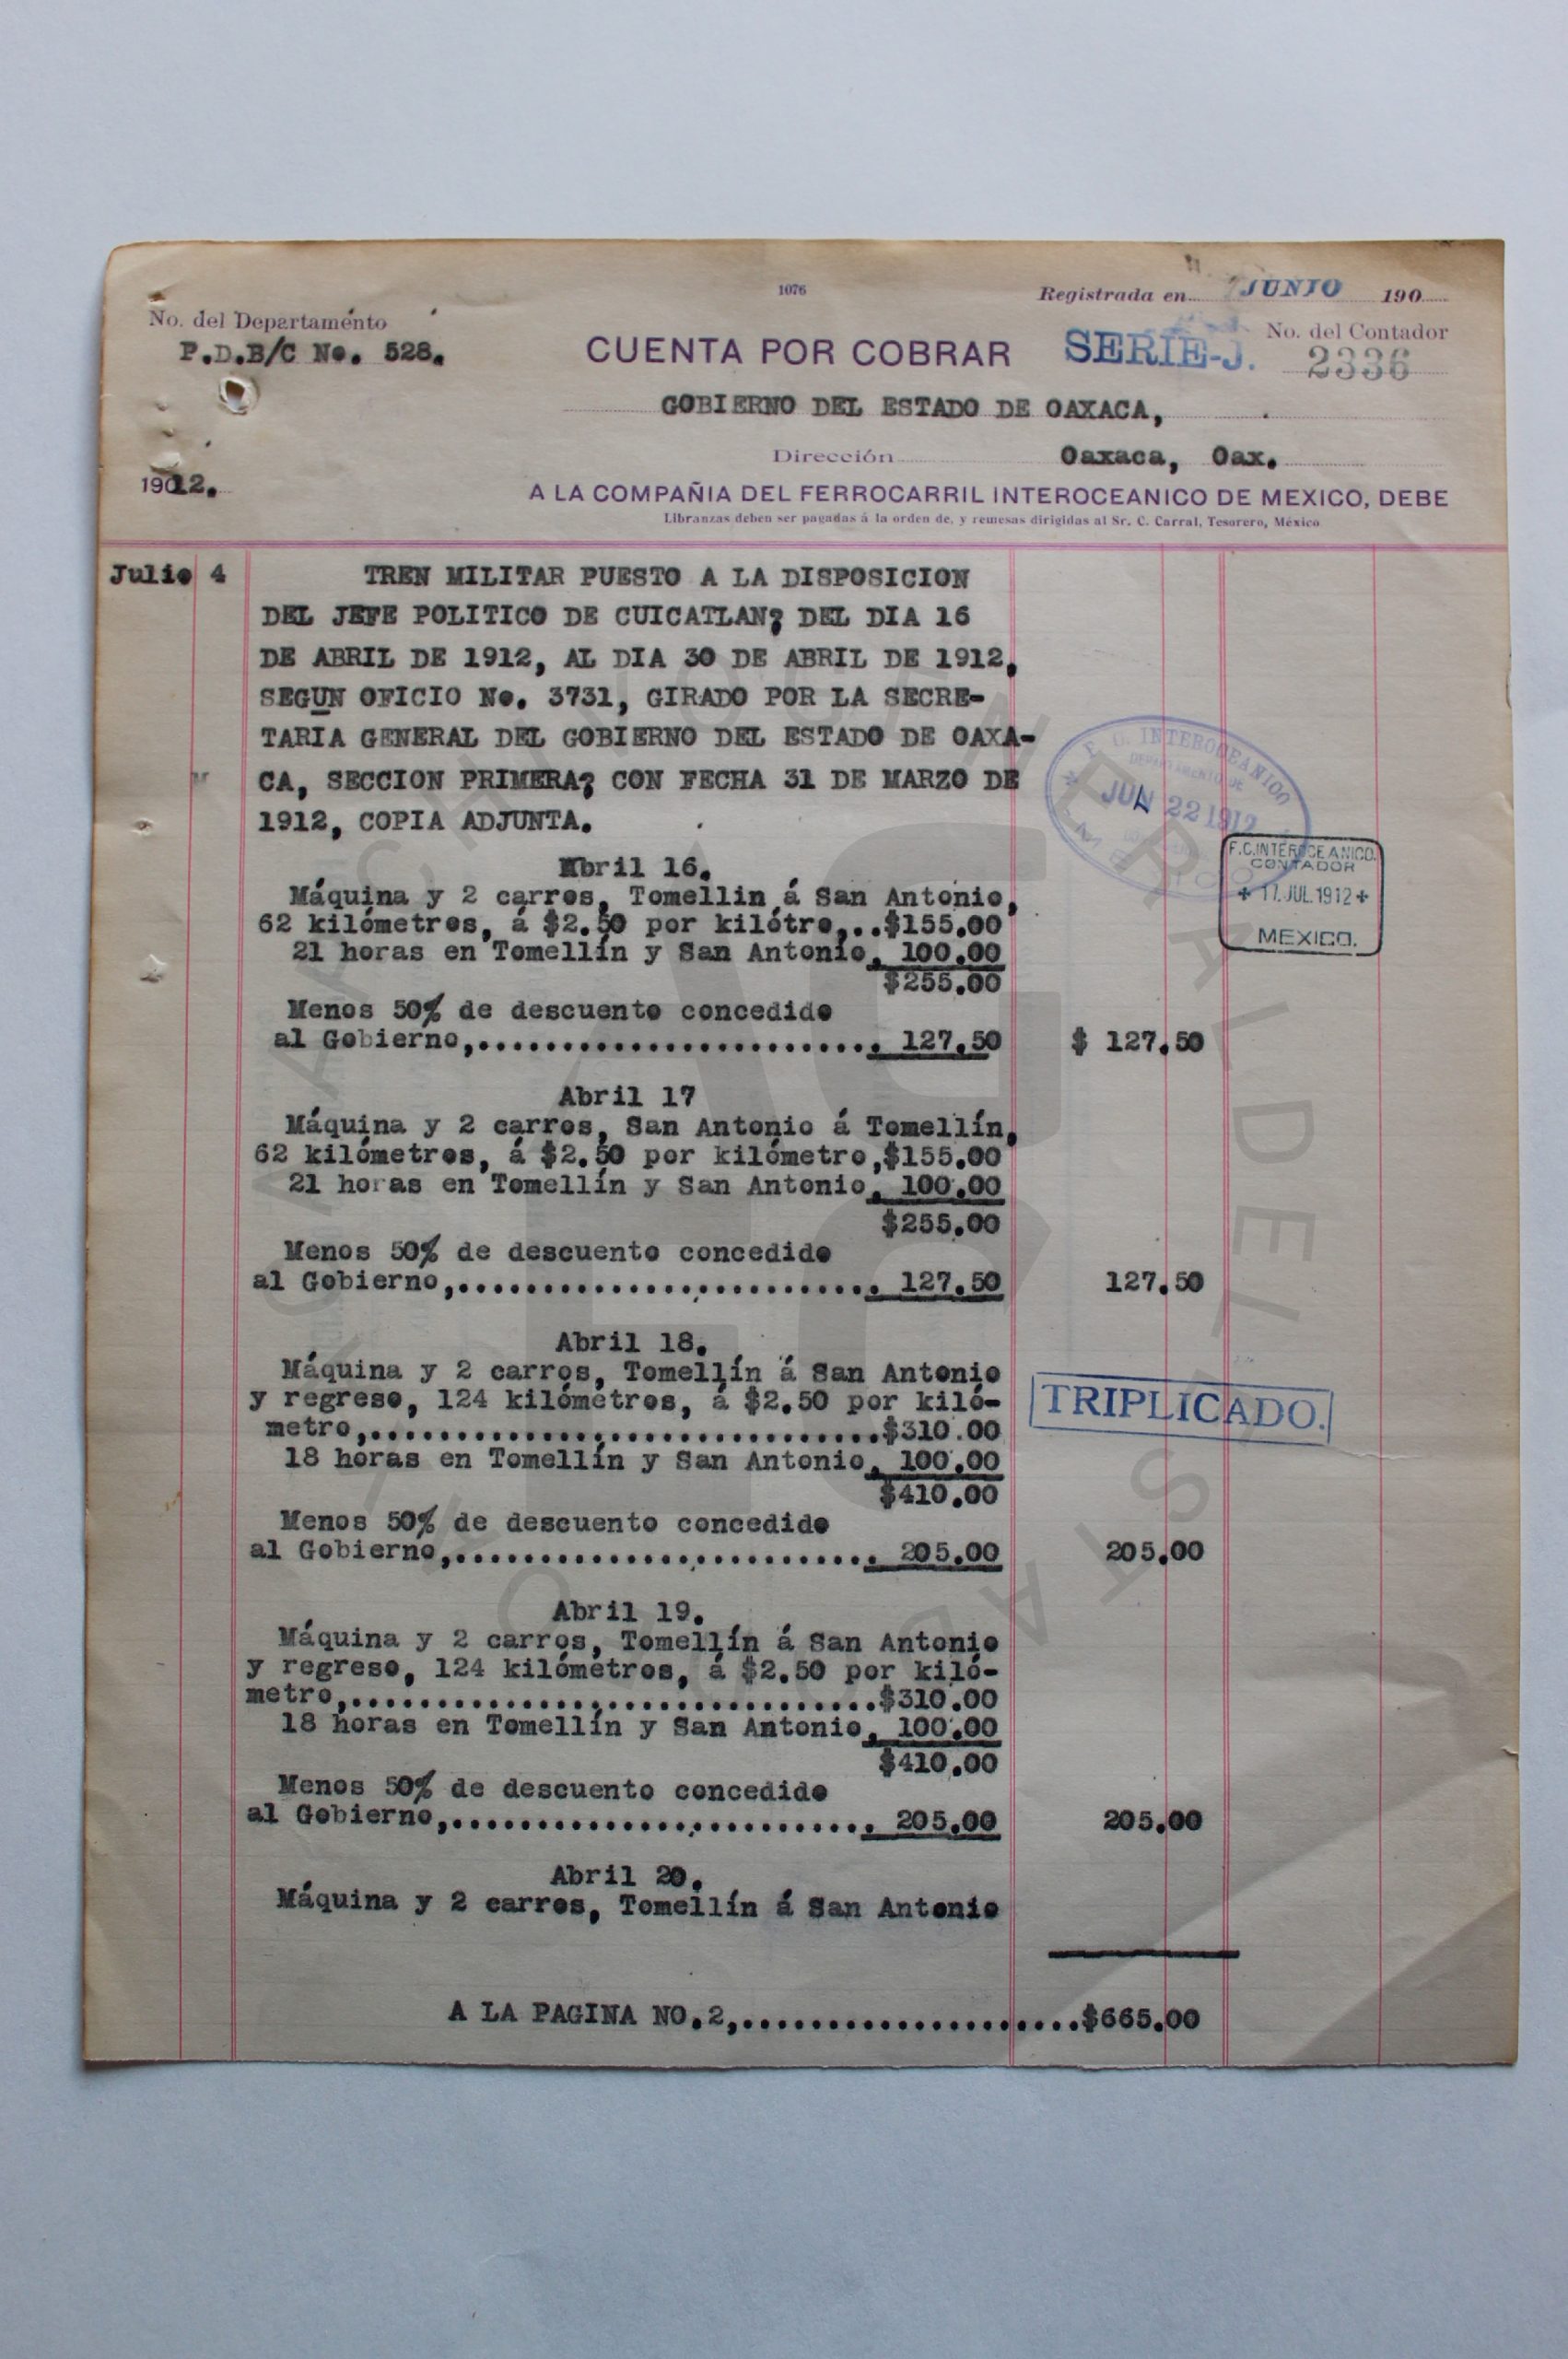 1076
Registrada en JUNIO 190
No. del Departamento
P.D.B/C No. 528.
CUENTA POR COBRAR
SERIE-J.
No. del Contador
2336
GOBIERNO DEL ESTADO DE OAXACA,
Dirección Oaxaca, Oax.
1912.
A LA COMPAÑIA DEL FERROCARRIL INTEROCEANICO DE MEXICO, DEBE
Libranzas deben ser pagadas á la orden de, y remesas dirigidas al Sr. C. Carral, Tesorero, México
Julio 4 TREN MILITAR PUESTO A LA DISPOSICION
DEL JEFE POLITICO DE CUICATLAN? DEL DIA 16
DE ABRIL DE 1912, AL DIA 30 DE ABRIL DE 1912,
SEGUN OFICIO No. 3731, GIRADO POR LA SECRE-
TARIA GENERAL DEL GOBIERNO DEL ESTADO DE OAXA-
CA, SECCION PRIMERA? CON FECHA 31 DE MARZO DE
1912, COPIA ADJUNTA.
F. C. INTEROCEANICO
DEPARTAMENTO DE
JUN 22 1912
F.C.INTEROCEANICO.
CONTADOR
+ 17.JUL.1912 +
MEXICO.
Abril 16.
Máquina y 2 carros, Tomellin á San Antonio,
62 kilómetros, á $2.50 por kilótro,..$155.00
21 horas en Tomellín y San Antonio, 100.00
$255.00
Menos 50% de descuento concedido
al Gobierno,........................ 127.50 $ 127.50
Abril 17
Máquina y 2 carros, San Antonio á Tomellín,
62 kilómetros, á $2.50 por kilómetro,$155.00
21 horas en Tomellín y San Antonio, 100.00
$255.00
Menos 50% de descuento concedido
al Gobierno,......................... 127.50 127.50
Abril 18.
Máquina y 2 carros, Tomellín á San Antonio
y regreso, 124 kilómetros, á $2.50 por kiló-
metro,..............................$310.00
18 horas en Tomellín y San Antonio, 100.00
$410.00
TRIPLICADO.
Menos 50% de descuento concedido
al Gobierno,......................... 205.00 205.00
Abril 19.
Máquina y 2 carros, Tomellín á San Antonio
y regreso, 124 kilómetros, á $2.50 por kiló-
metro,...............................$310.00
18 horas en Tomellín y San Antonio, 100.00
$410.00
Menos 50% de descuento concedido
al Gobierno,......................... 205.00 205.00
Abril 20.
Máquina y 2 carros, Tomellín á San Antonio
A LA PAGINA NO.2,....................$665.00